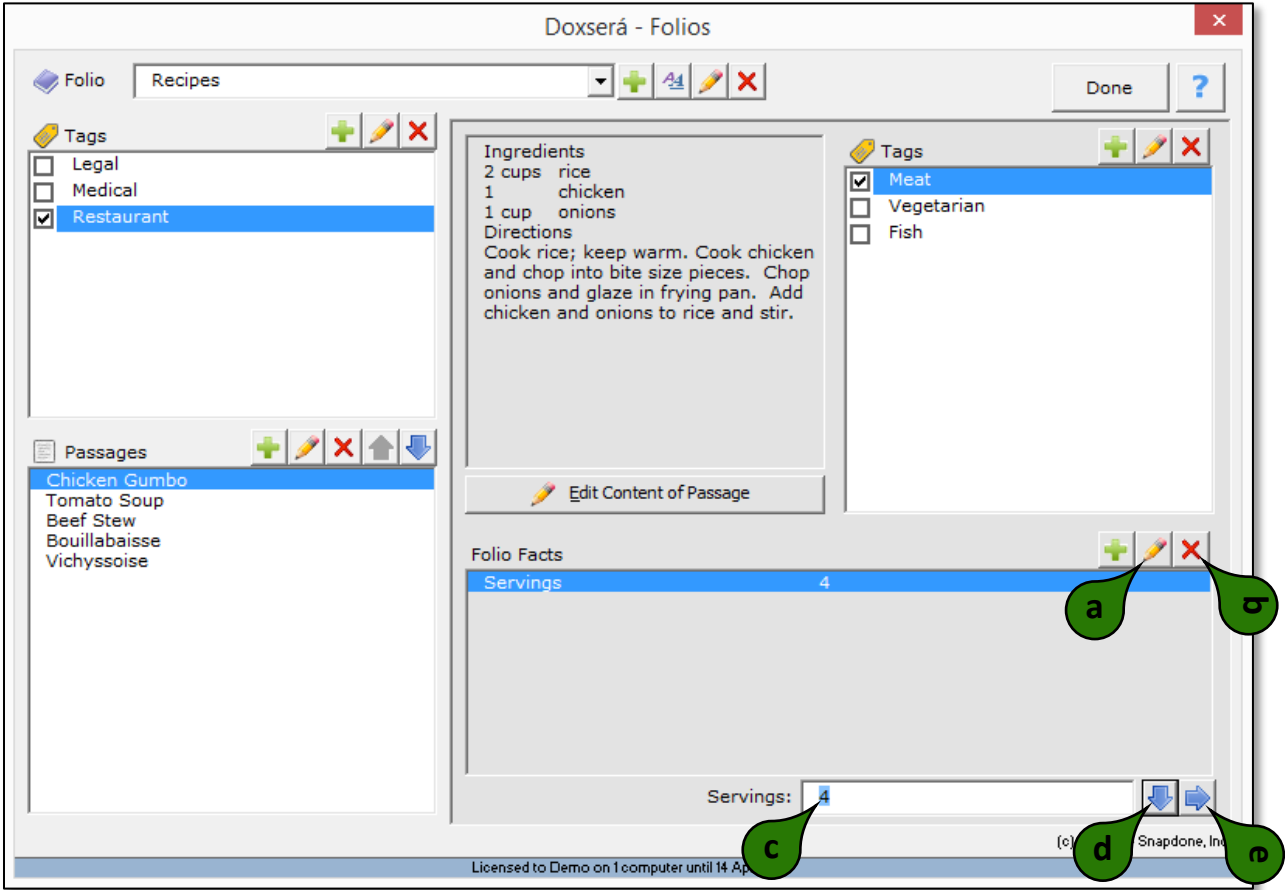 Doxserá - Folios
Folio Recipes
Done ?
Tags
Legal
Medical
Restaurant
Passages
Chicken Gumbo
Tomato Soup
Beef Stew
Bouillabaisse
Vichyssoise
Ingredients
2 cups rice
1 chicken
1 cup onions
Directions
Cook rice; keep warm. Cook chicken
and chop into bite size pieces. Chop
onions and glaze in frying pan. Add
chicken and onions to rice and stir.
Edit Content of Passage
Tags
Meat
Vegetarian
Fish
Folio Facts
Servings 4
a
b
Servings: 4
c
d
e
(c) Snapdone, Inc
Licensed to Demo on 1 computer until 14